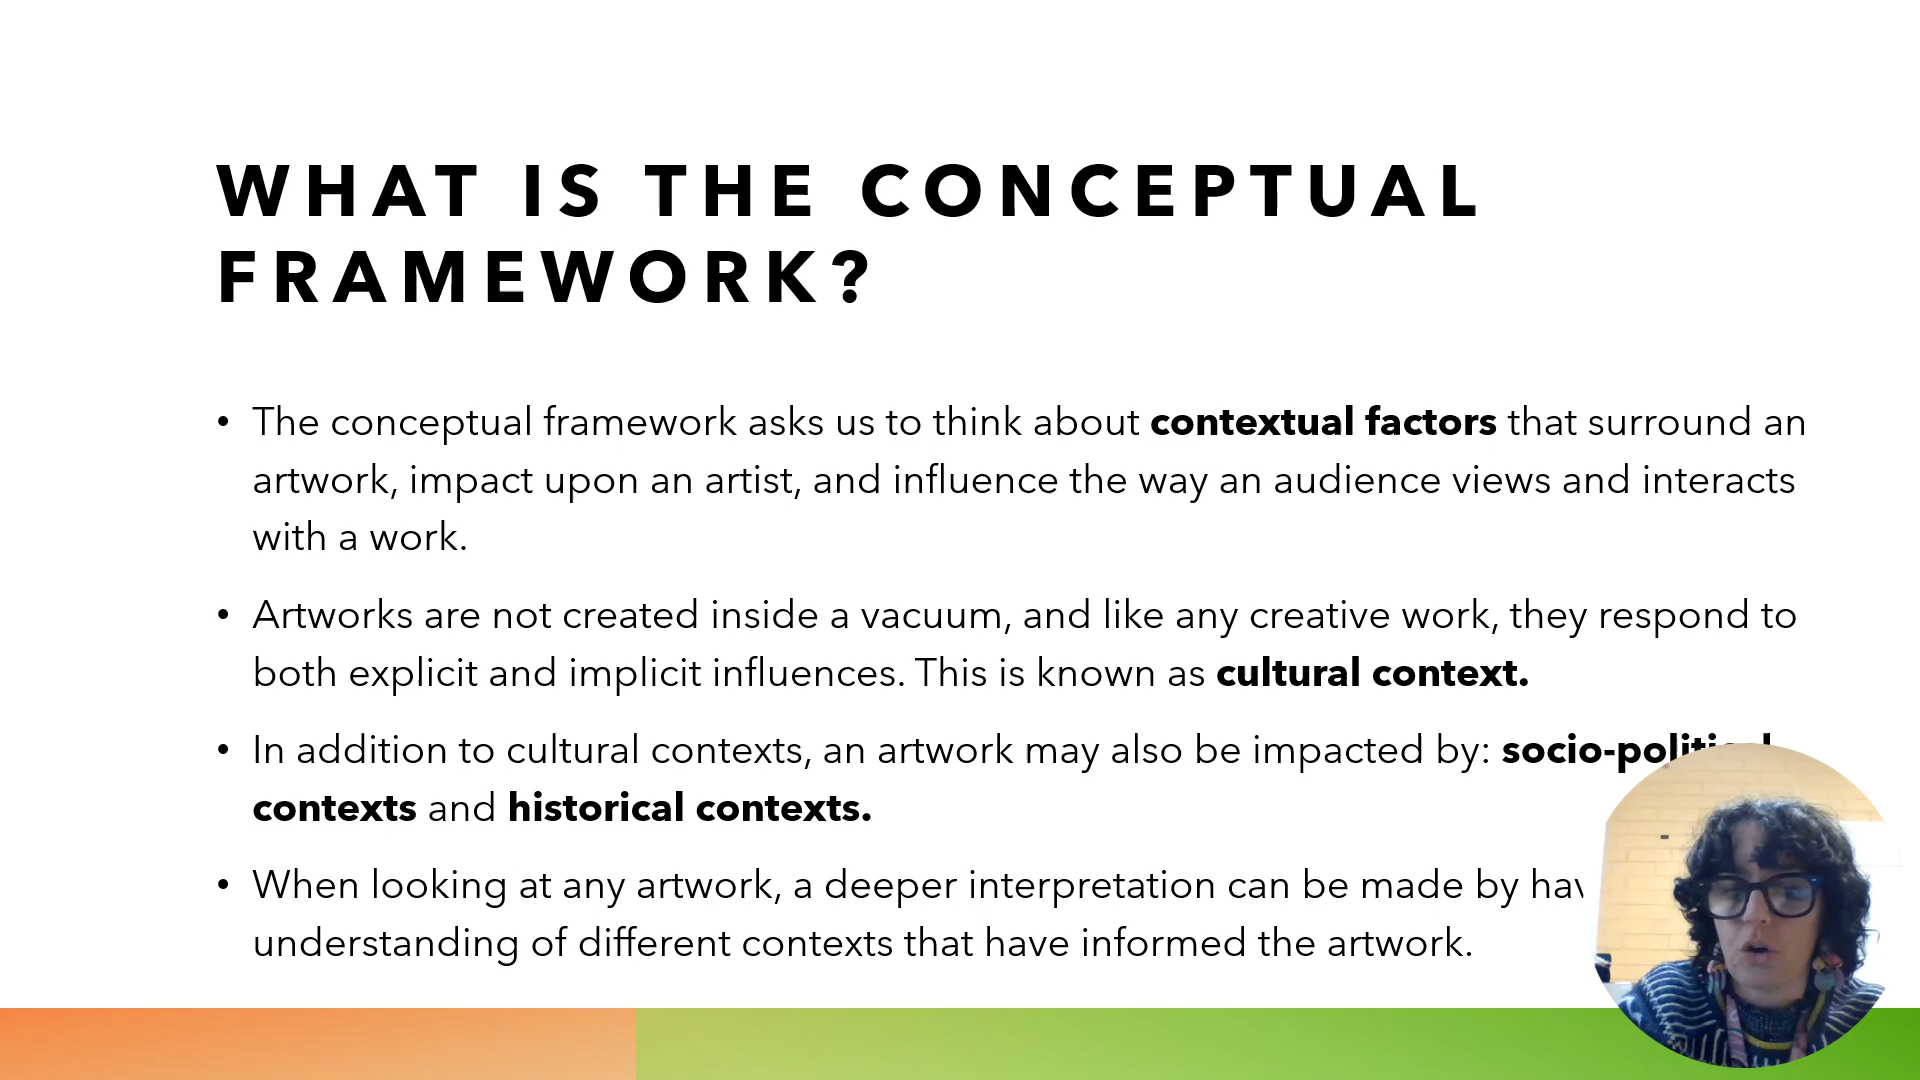 WHAT IS THE CONCEPTUAL
FRAMEWORK?
• The conceptual framework asks us to think about contextual factors that surround an
artwork, impact upon an artist, and influence the way an audience views and interacts
with a work.
• Artworks are not created inside a vacuum, and like any creative work, they respond to
both explicit and implicit influences. This is known as cultural context.
• In addition to cultural contexts, an artwork may also be impacted by: socio-political
contexts and historical contexts.
• When looking at any artwork, a deeper interpretation can be made by
understanding of different contexts that have informed the artwork.